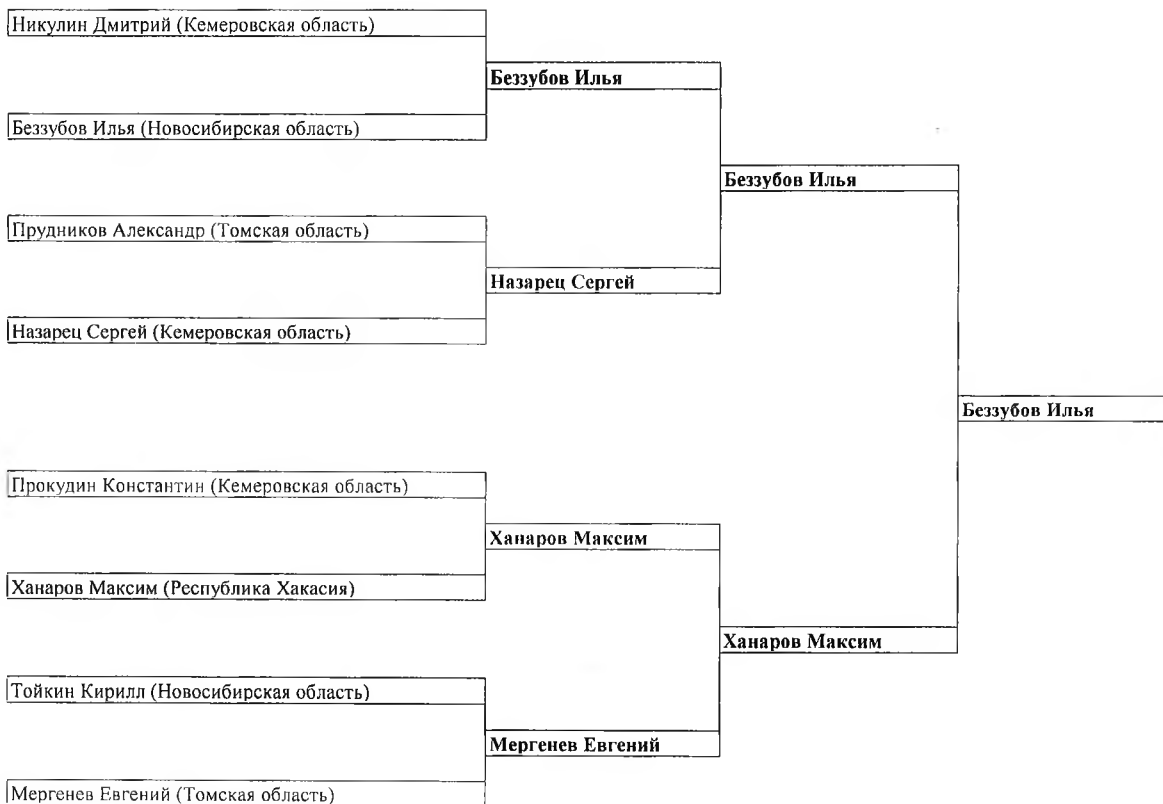 Никулин Дмитрий (Кемеровская область)
Беззубов Илья
Беззубов Илья (Новосибирская область)
Беззубов Илья
Прудников Александр (Томская область)
Назарец Сергей
Назарец Сергей (Кемеровская область)
Беззубов Илья
Прокудин Константин (Кемеровская область)
Ханаров Максим
Ханаров Максим (Республика Хакасия)
Ханаров Максим
Тойкин Кирилл (Новосибирская область)
Мергенев Евгений
Мергенев Евгений (Томская область)